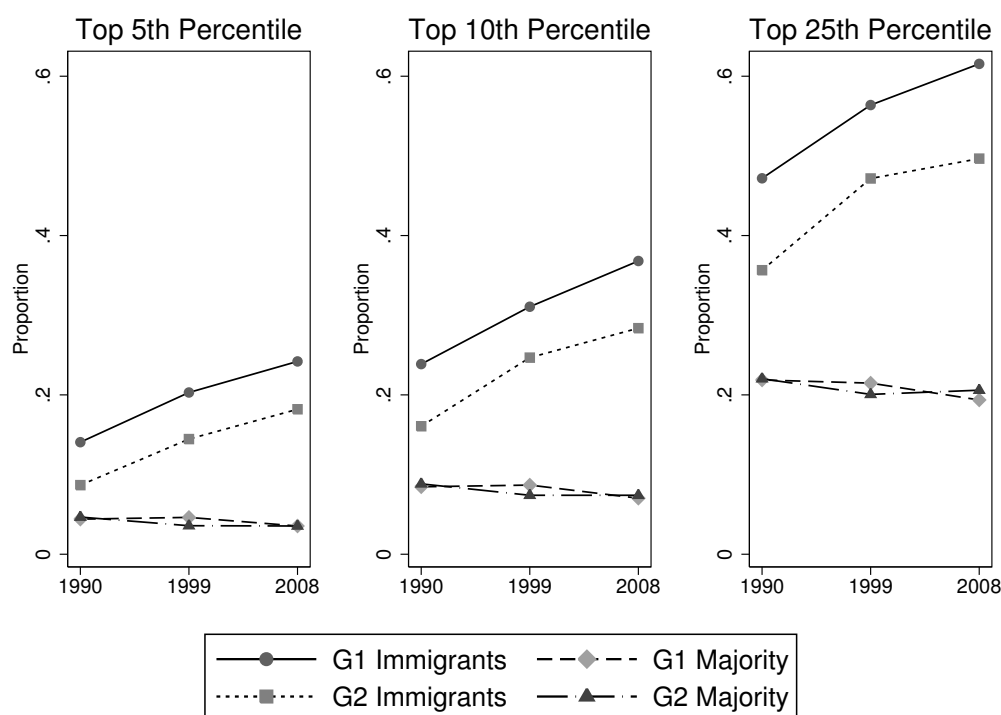 Top 5th Percentile
Top 10th Percentile
Top 25th Percentile
Proportion
.6
.4
.2
0
1990 1999 2008
Proportion
.6
.4
.2
0
1990 1999 2008
Proportion
.6
.4
.2
0
1990 1999 2008
G1 Immigrants
G1 Majority
G2 Immigrants
G2 Majority